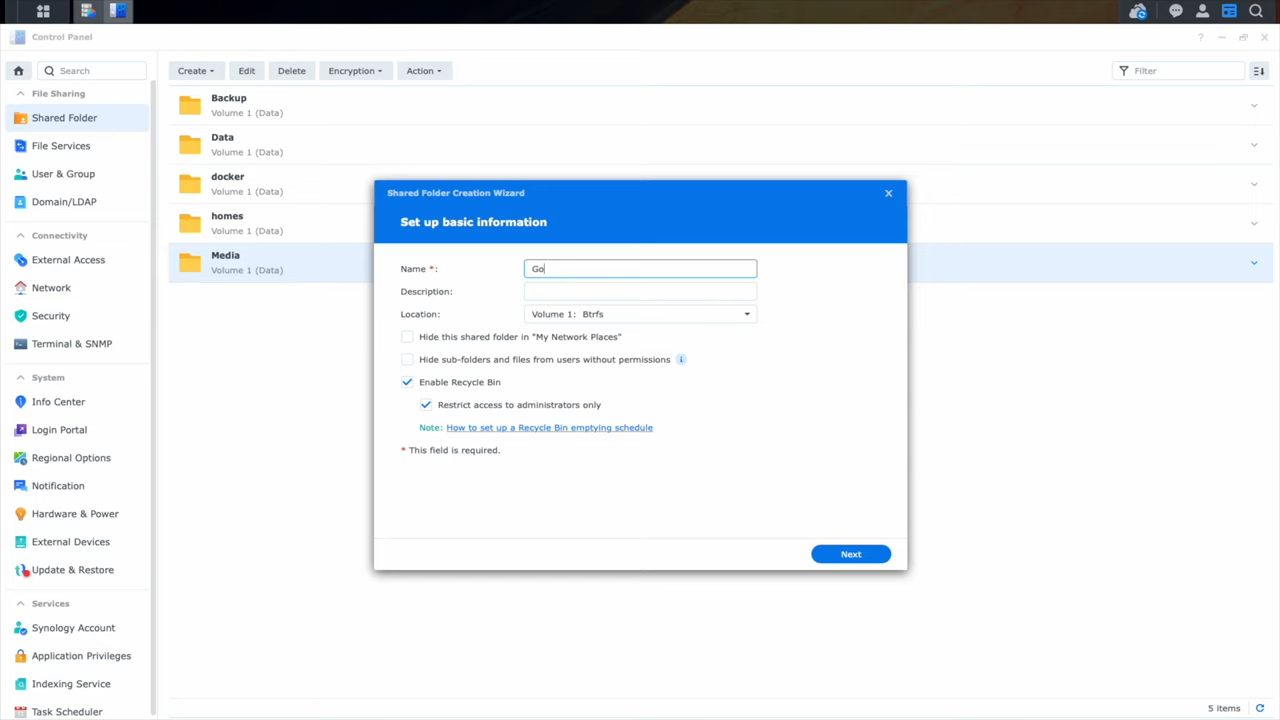 Control Panel
?
Search
File Sharing
Shared Folder
File Services
User & Group
Domain/LDAP
Connectivity
External Access
Network
Security
Terminal & SNMP
System
Info Center
Login Portal
Regional Options
Notification
Hardware & Power
External Devices
Update & Restore
Services
Synology Account
Application Privileges
Indexing Service
Task Scheduler
Create
Edit
Delete
Encryption
Action
Filter
Backup
Volume 1 (Data)
Data
Volume 1 (Data)
docker
Volume 1 (Data)
homes
Volume 1 (Data)
Media
Volume 1 (Data)
Shared Folder Creation Wizard
Set up basic information
Name *: Go
Description:
Location: Volume 1: Btrfs
Hide this shared folder in "My Network Places"
Hide sub-folders and files from users without permissions i
Enable Recycle Bin
Restrict access to administrators only
Note: How to set up a Recycle Bin emptying schedule
* This field is required.
Next
5 items